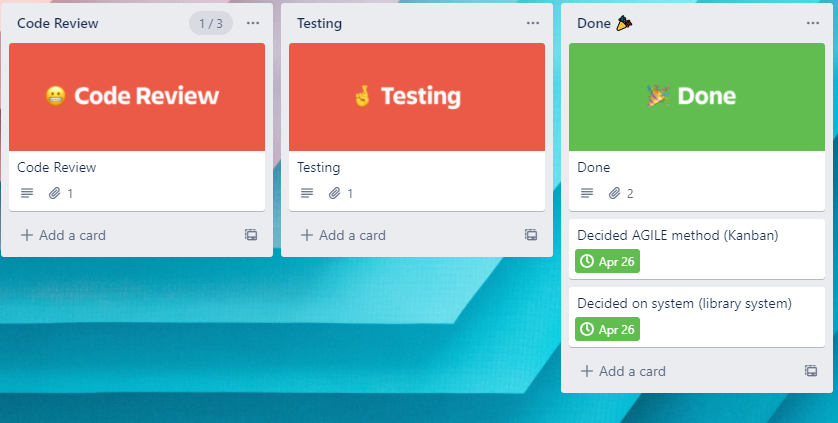 Code Review
1 / 3
😬 Code Review
Code Review
1
+ Add a card
Testing
🤞 Testing
Testing
1
+ Add a card
Done 🎉
🎉 Done
Done
2
Decided AGILE method (Kanban)
Apr 26
Decided on system (library system)
Apr 26
+ Add a card